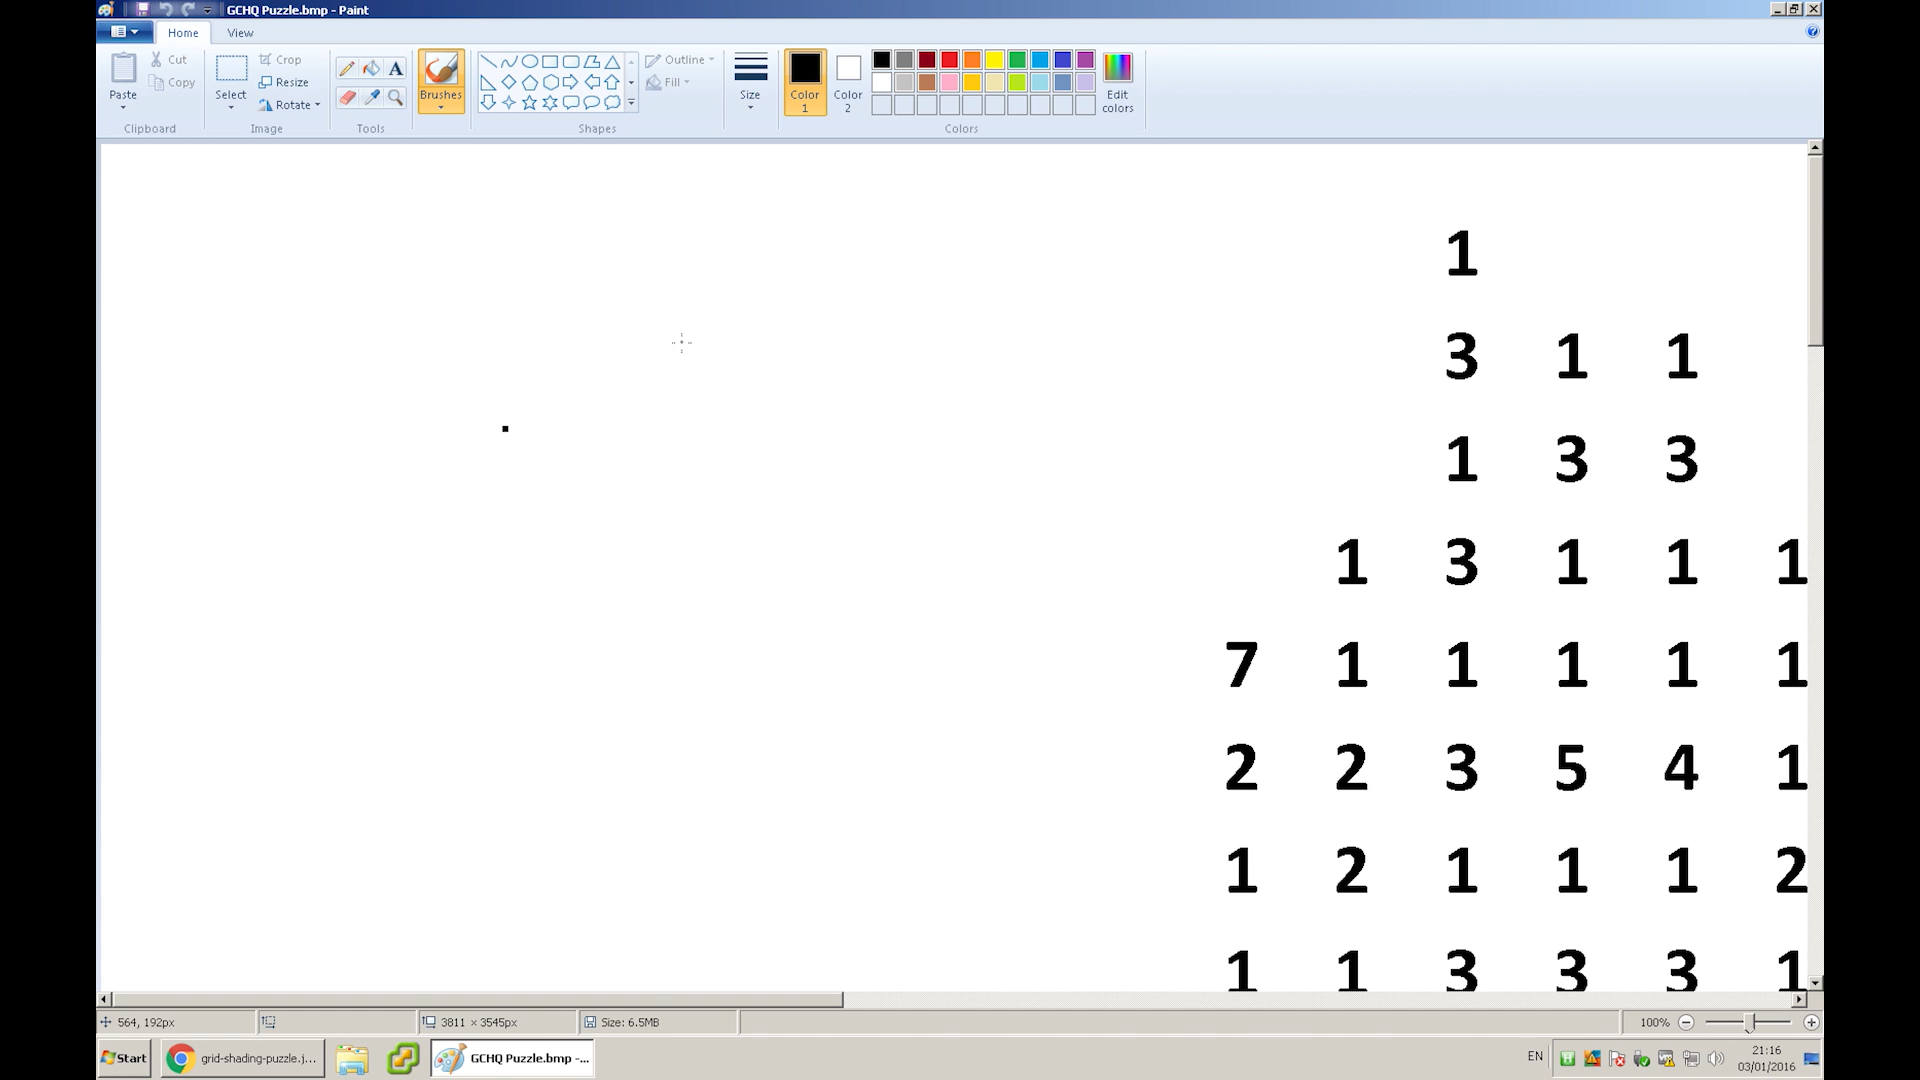 GCHQ Puzzle.bmp - Paint
Home View
Paste
Cut
Copy
Clipboard
Select
Crop
Resize
Rotate
Image
A
Tools
Brushes
Outline
Fill
Shapes
Size
Color 1
Color 2
Edit colors
Colors
1
3 1 1
1 3 3
1 3 1 1 1
7 1 1 1 1 1
2 2 3 5 4 1
1 2 1 1 1 2
1 1 3 3 3 1
564, 192px
3811 × 3545px
Size: 6.5MB
100%
Start
grid-shading-puzzle.j...
GCHQ Puzzle.bmp -...
EN
21:16
03/01/2016